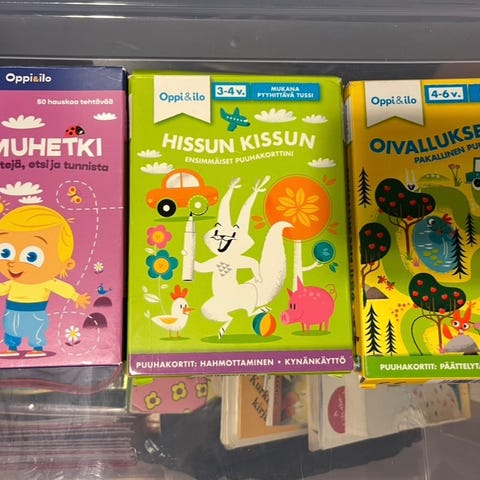 Oppi&ilo
50 hauskaa tehtävää
MUHETKI
etsi ja tunnista
Oppi&ilo
3-4 v.
MUKANA
PYYHITTÄVÄ TUSSI
HISSUN KISSUN
ENSIMMÄISET PUUHAKORTTINI
PUUHAKORTIT: HAHMOTTAMINEN • KYNÄNKÄYTTÖ
Oppi&ilo
4-6 v.
OIVALLUKSE
PAKALLINEN PU
PUUHAKORTIT: PÄÄTTELYT